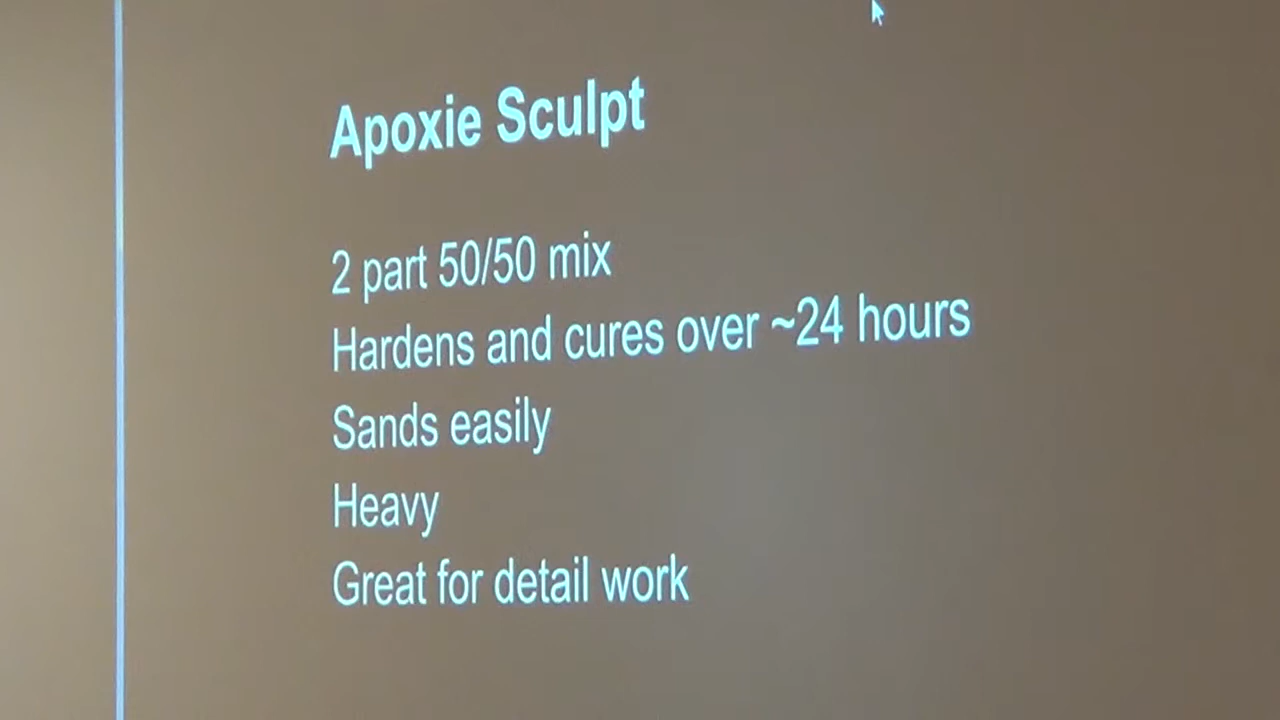 Apoxie Sculpt
2 part 50/50 mix
Hardens and cures over ~24 hours
Sands easily
Heavy
Great for detail work